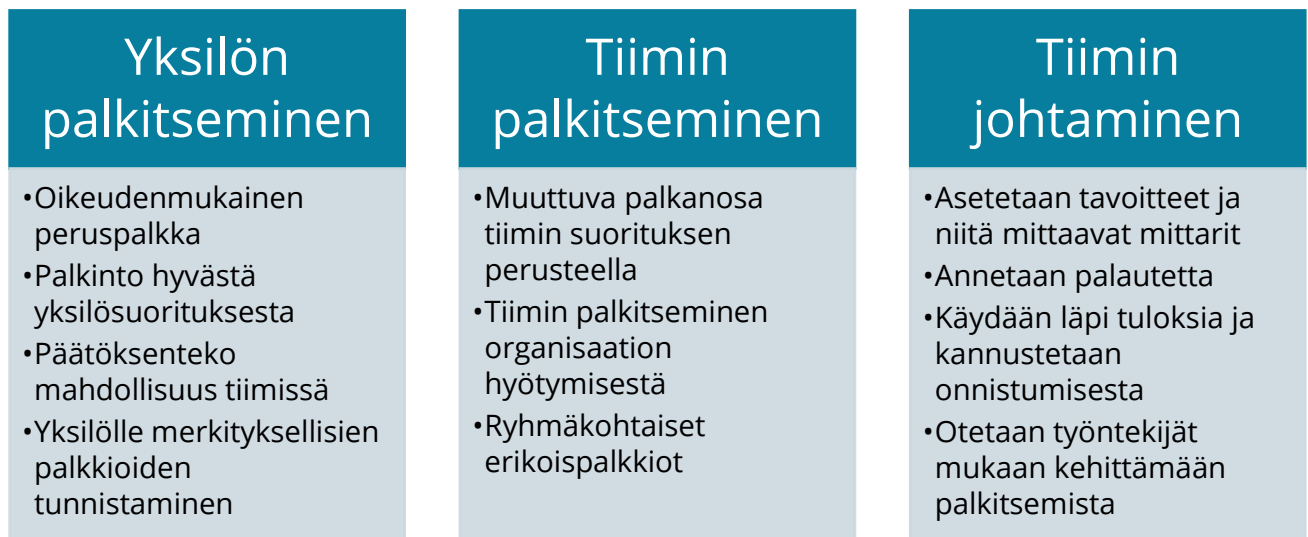 Yksilön
palkitseminen
•Oikeudenmukainen
peruspalkka
•Palkinto hyvästä
yksilösuorituksesta
•Päätöksenteko
mahdollisuus tiimissä
•Yksilölle merkityksellisien
palkkioiden
tunnistaminen
Tiimin
palkitseminen
•Muuttuva palkanosa
tiimin suorituksen
perusteella
•Tiimin palkitseminen
organisaation
hyötymisestä
•Ryhmäkohtaiset
erikoispalkkiot
Tiimin
johtaminen
•Asetetaan tavoitteet ja
niitä mittaavat mittarit
•Annetaan palautetta
•Käydään läpi tuloksia ja
kannustetaan
onnistumisesta
•Otetaan työntekijät
mukaan kehittämään
palkitsemista